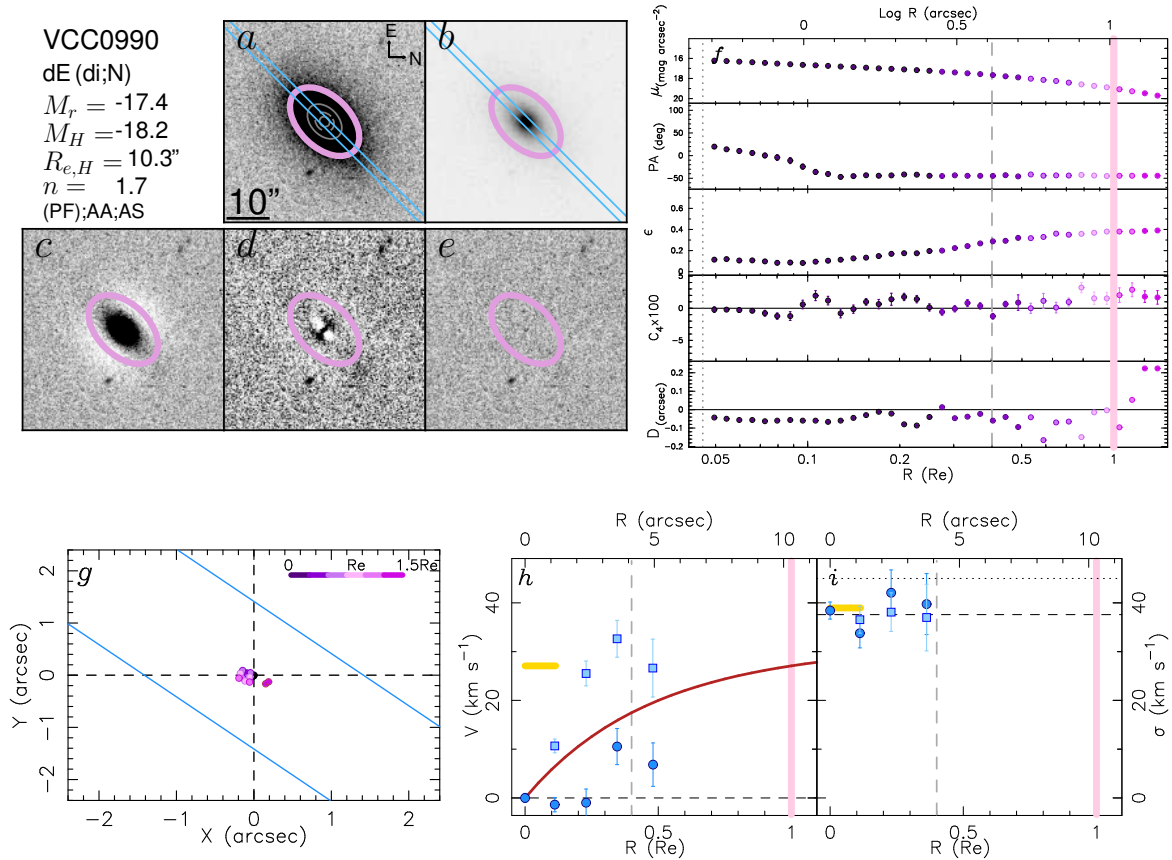 VCC0990
dE (di;N)
M_r = -17.4
M_H = -18.2
R_{e,H} = 10.3"
n = 1.7
(PF);AA;AS
a
E
N
10"
b
c
d
e
Log R (arcsec)
0 0.5 1
f
μ(mag arcsec⁻²)
16
18
20
PA (deg)
100
50
0
−50
ϵ
0.6
0.4
0.2
0
C₄x100
5
0
−5
D (arcsec)
0.2
0.1
0
−0.1
−0.2
0.05 0.1 0.2 0.5 1
R (Re)
g
0 Re 1.5Re
Y (arcsec)
2
1
0
−1
−2
−2 −1 0 1 2
X (arcsec)
R (arcsec)
0 5 10
h
V (km s⁻¹)
40
20
0
0 0.5 1
R (Re)
R (arcsec)
0 5 10
i
40
20
0
σ (km s⁻¹)
0 0.5 1
R (Re)